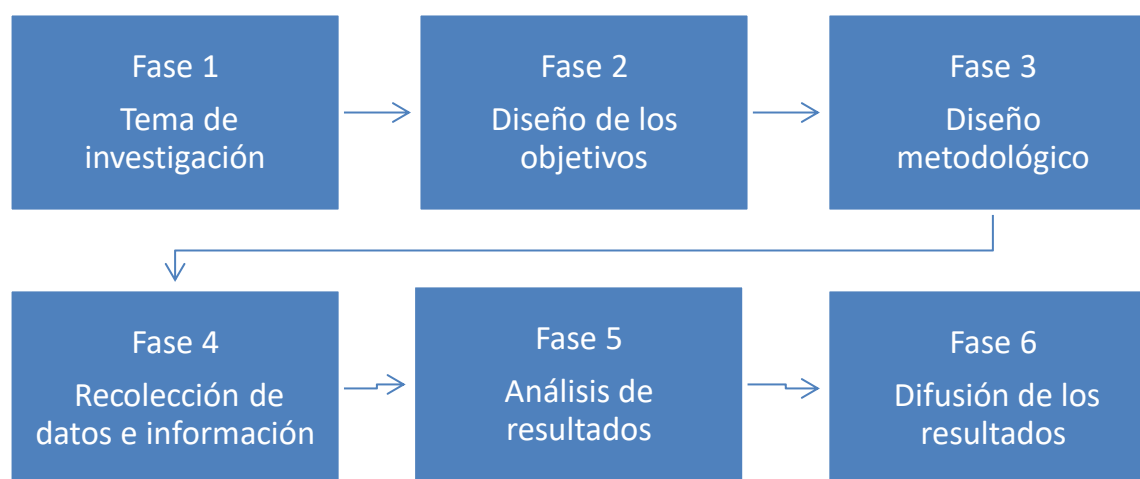 Fase 1
Tema de
investigación
Fase 2
Diseño de los
objetivos
Fase 3
Diseño
metodológico
Fase 4
Recolección de
datos e información
Fase 5
Análisis de
resultados
Fase 6
Difusión de los
resultados